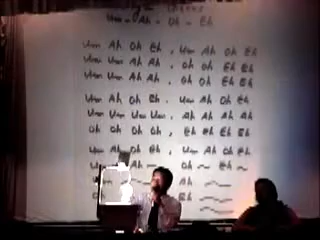 Um - Ah - Oh - Eh
Um Ah Oh Eh , Um Ah Oh Eh
Um Um Ah Ah . Oh Oh Eh Eh
Um Um Ah Ah , Oh Oh Eh Eh
Um Ah Oh Eh . Um Ah Oh Eh
Um Um Um Um , Ah Ah Ah Ah
Oh Oh Oh Oh , Eh Eh Eh Eh
Um Ah Oh Eh Um Ah Oh Eh
Oh ~ Eh ~
Ah
Eh